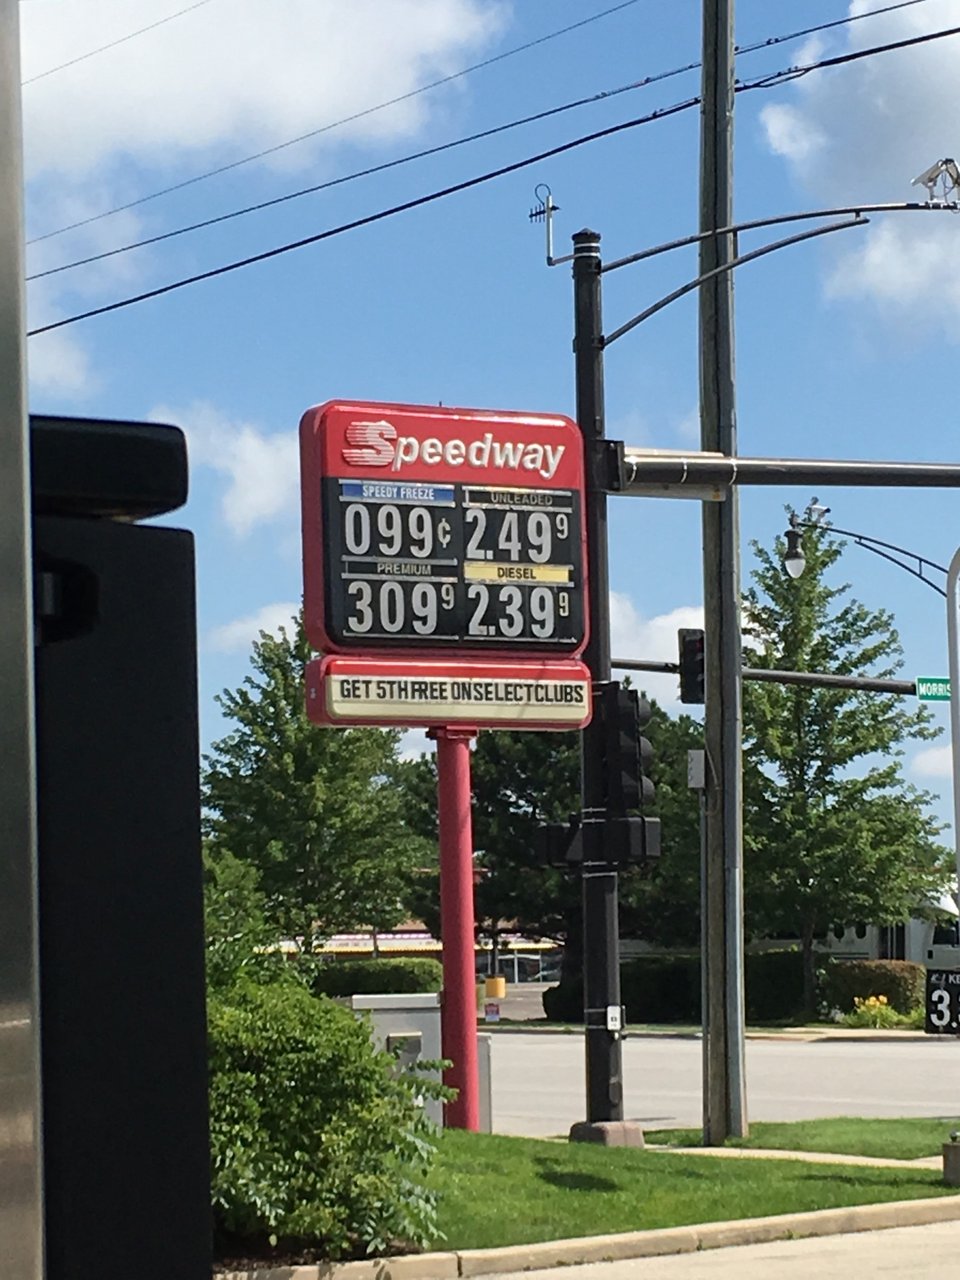 Speedway
SPEEDY FREEZE UNLEADED
099¢ 2.49 9
PREMIUM DIESEL
309 9 2.39 9
GET 5TH FREE ON SELECT CLUBS
MORRIS
3.